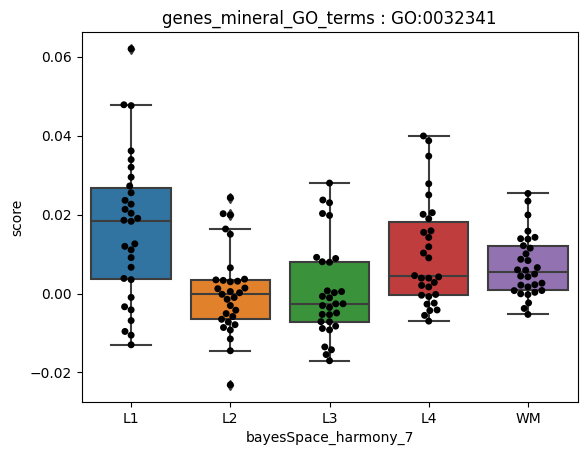 genes_mineral_GO_terms : GO:0032341
score
0.06
0.04
0.02
0.00
−0.02
L1 L2 L3 L4 WM
bayesSpace_harmony_7